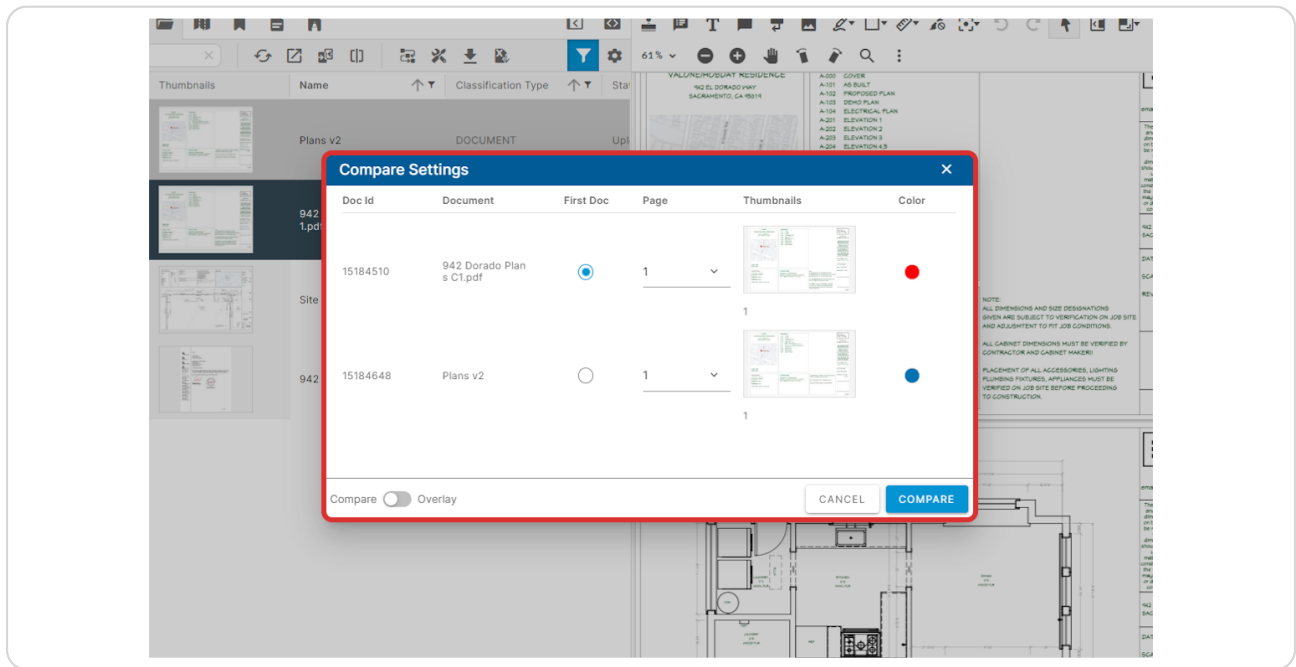 61%
Thumbnails
Name
Classification Type
Plans v2
DOCUMENT
942
1.pdf
Site
942
VALONE/MOBDAY RESIDENCE
942 EL DORADO WAY
SACRAMENTO, CA 95819
A-000 COVER
A-101 AS BUILT
A-102 PROPOSED PLAN
A-103 DEMO PLAN
A-104 ELECTRICAL PLAN
A-201 ELEVATION 1
A-202 ELEVATION 2
A-203 ELEVATION 3
A-204 ELEVATION 4,5
Compare Settings
Doc Id
Document
First Doc
Page
Thumbnails
Color
15184510
942 Dorado Plan
s C1.pdf
1
1
15184648
Plans v2
1
1
Compare
Overlay
CANCEL
COMPARE
NOTE:
ALL DIMENSIONS AND SIZE DESIGNATIONS
GIVEN ARE SUBJECT TO VERIFICATION ON JOB SITE
AND ADJUSHTENT TO FIT JOB CONDITIONS.
ALL CABINET DIMENSIONS MUST BE VERIFIED BY
CONTRACTOR AND CABINET MAKER!!
PLACEMENT OF ALL ACCESSORIES, LIGHTING
PLUMBING FIXTURES, APPLIANCES MUST BE
VERIFIED ON JOB SITE BEFORE PROCEEDING
TO CONSTRUCTION.